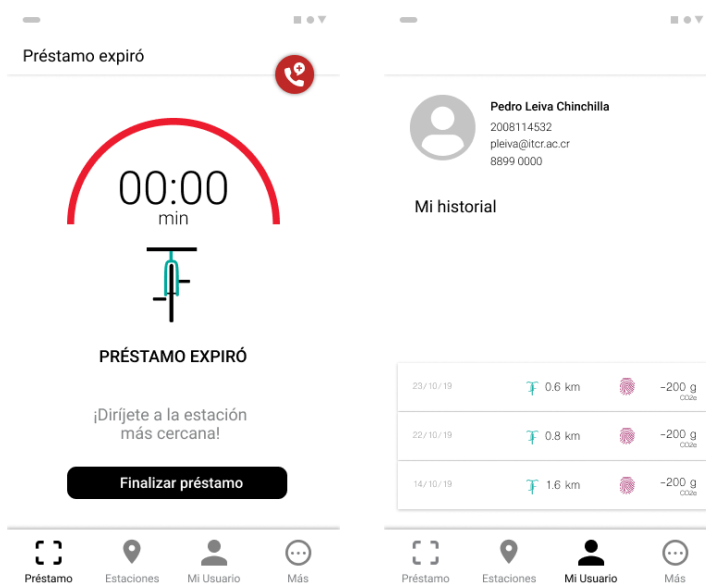 Préstamo expiró
00:00
min
PRÉSTAMO EXPIRÓ
¡Diríjete a la estación
más cercana!
Finalizar préstamo
Préstamo Estaciones Mi Usuario Más
Pedro Leiva Chinchilla
2008114532
pleiva@itcr.ac.cr
8899 0000
Mi historial
23/10/19 0.6 km -200 g
CO2e
22/10/19 0.8 km -200 g
CO2e
14/10/19 1.6 km -200 g
CO2e
Préstamo Estaciones Mi Usuario Más